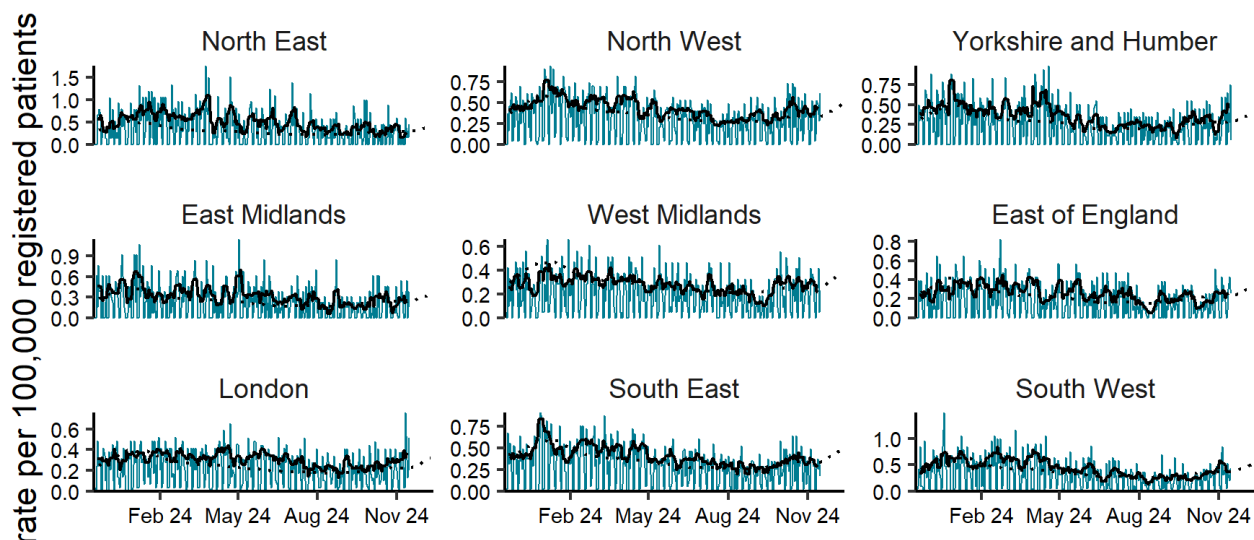 rate per 100,000 registered patients
North East
1.5
1.0
0.5
0.0
North West
0.75
0.50
0.25
0.00
Yorkshire and Humber
0.75
0.50
0.25
0.00
East Midlands
0.9
0.6
0.3
0.0
West Midlands
0.6
0.4
0.2
0.0
East of England
0.8
0.6
0.4
0.2
0.0
London
0.6
0.4
0.2
0.0
Feb 24 May 24 Aug 24 Nov 24
South East
0.75
0.50
0.25
0.00
Feb 24 May 24 Aug 24 Nov 24
South West
1.0
0.5
0.0
Feb 24 May 24 Aug 24 Nov 24